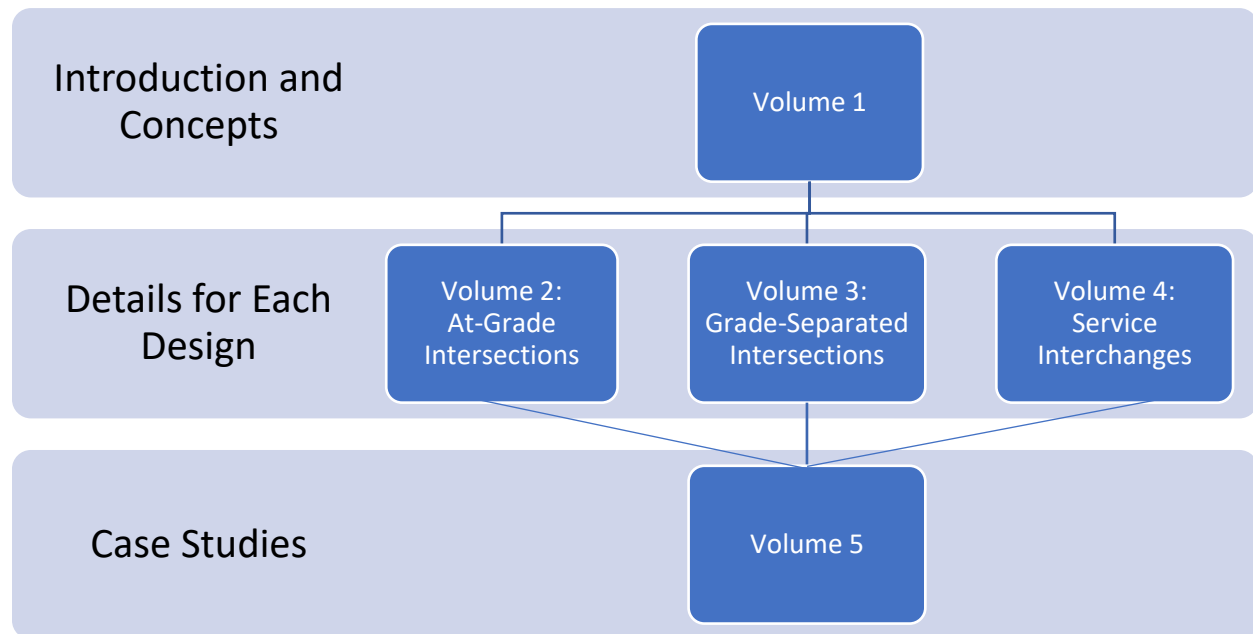 Introduction and
Concepts
Volume 1
Details for Each
Design
Volume 2:
At-Grade
Intersections
Volume 3:
Grade-Separated
Intersections
Volume 4:
Service
Interchanges
Case Studies
Volume 5